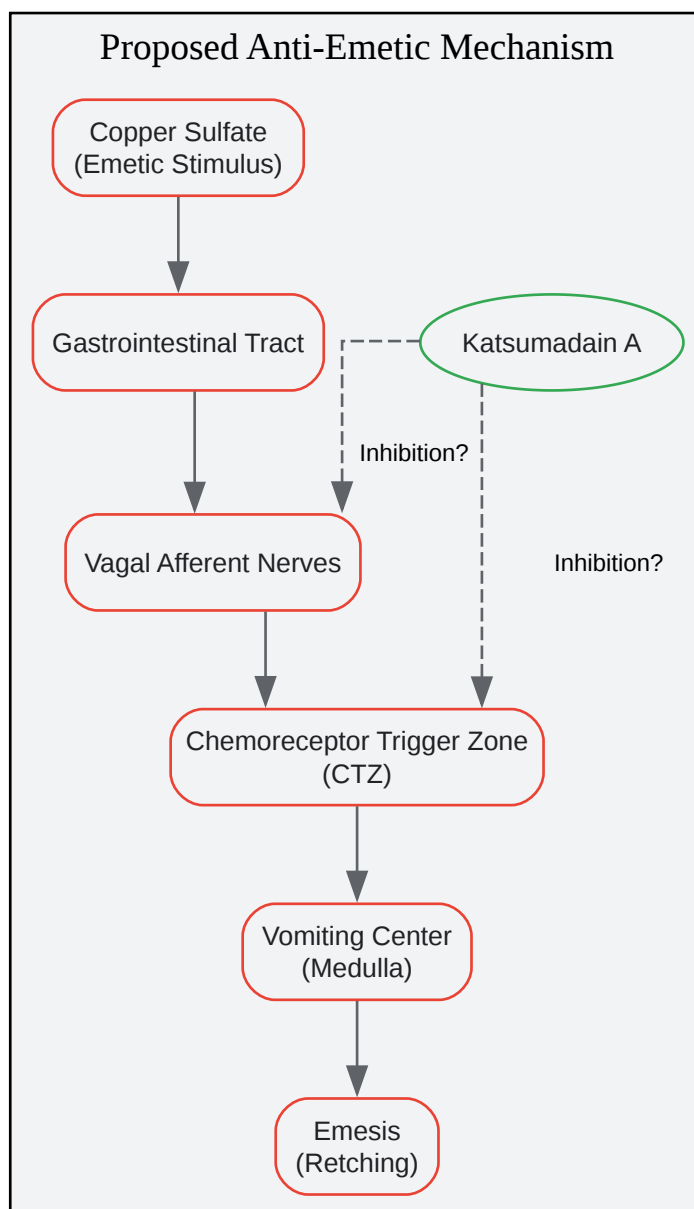 Proposed Anti-Emetic Mechanism
Copper Sulfate
(Emetic Stimulus)
Gastrointestinal Tract
Katsumadain A
Inhibition?
Vagal Afferent Nerves
Inhibition?
Chemoreceptor Trigger Zone
(CTZ)
Vomiting Center
(Medulla)
Emesis
(Retching)